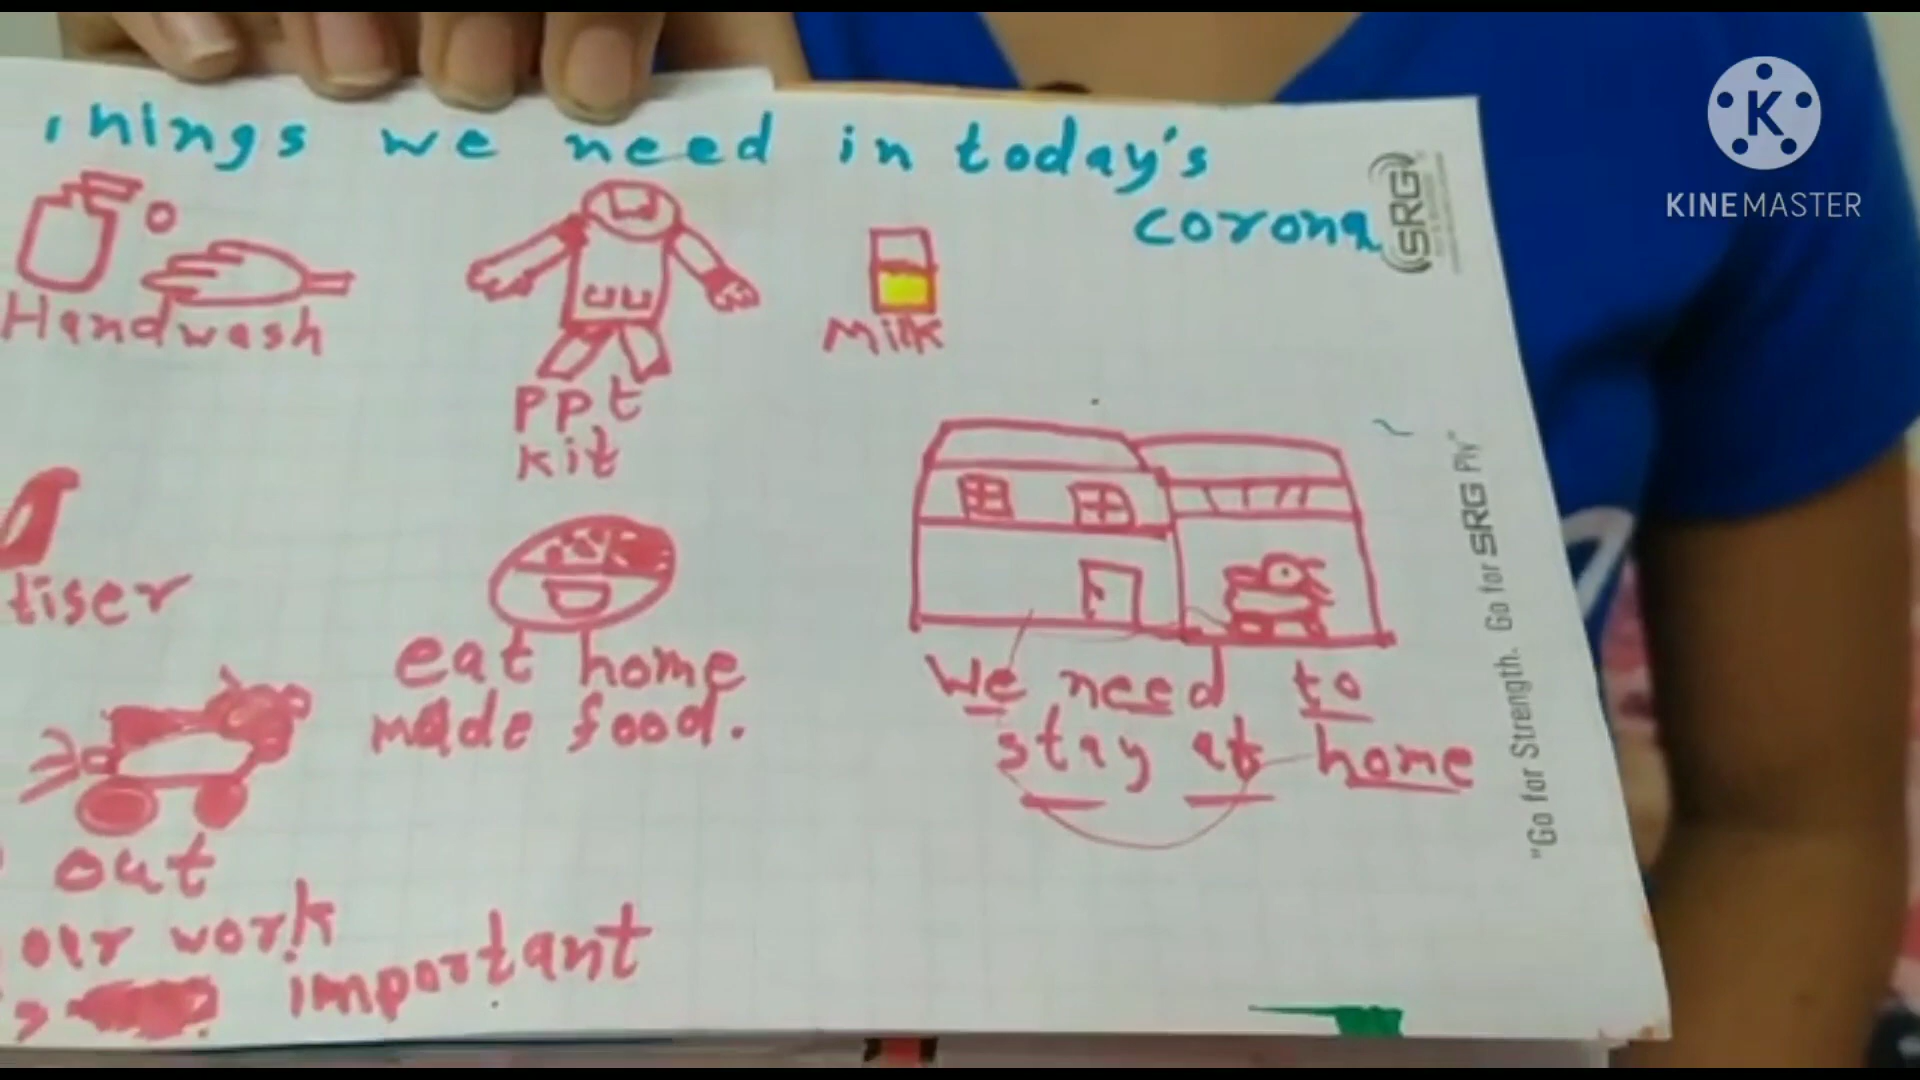 Things we need in today's
corona
Handwash
ppt
kit
Milk
tiser
eat home
made food.
We need to
stay at home
out
our work
important
SRG
"Go for Strength. Go for SRG Ply"
K
KINEMASTER